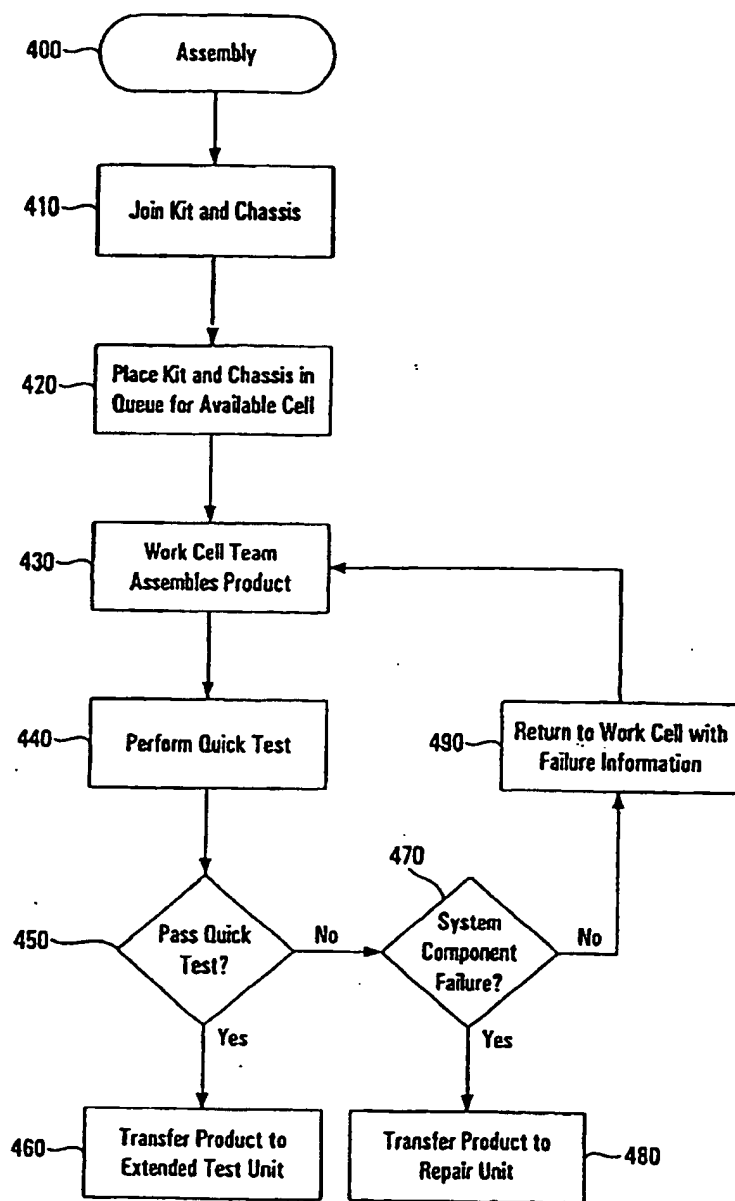 400
Assembly
410
Join Kit and Chassis
420
Place Kit and Chassis in
Queue for Available Cell
430
Work Cell Team
Assembles Product
440
Perform Quick Test
490
Return to Work Cell with
Failure Information
450
Pass Quick
Test?
No
470
System
Component
Failure?
No
Yes
Yes
460
Transfer Product to
Extended Test Unit
Transfer Product to
Repair Unit
480